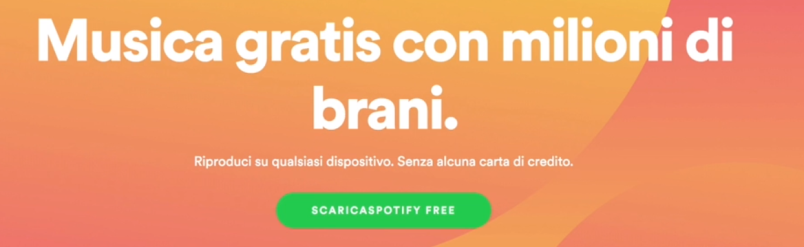 Musica gratis con milioni di
brani.
Riproduci su qualsiasi dispositivo. Senza alcuna carta di credito.
SCARICASPOTIFY FREE